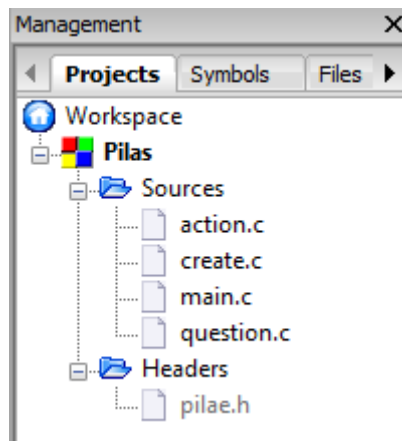 Management
Projects Symbols Files
Workspace
Pilas
Sources
action.c
create.c
main.c
question.c
Headers
pilae.h